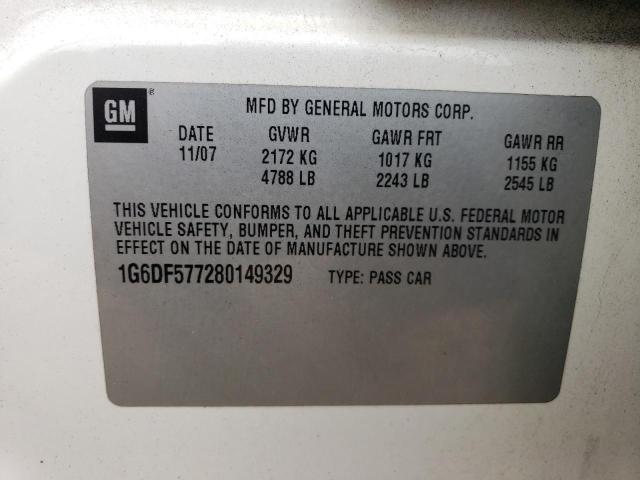 GM ®
MFD BY GENERAL MOTORS CORP.
DATE GVWR GAWR FRT GAWR RR
11/07 2172 KG 1017 KG 1155 KG
4788 LB 2243 LB 2545 LB
THIS VEHICLE CONFORMS TO ALL APPLICABLE U.S. FEDERAL MOTOR
VEHICLE SAFETY, BUMPER, AND THEFT PREVENTION STANDARDS IN
EFFECT ON THE DATE OF MANUFACTURE SHOWN ABOVE.
1G6DF577280149329 TYPE: PASS CAR